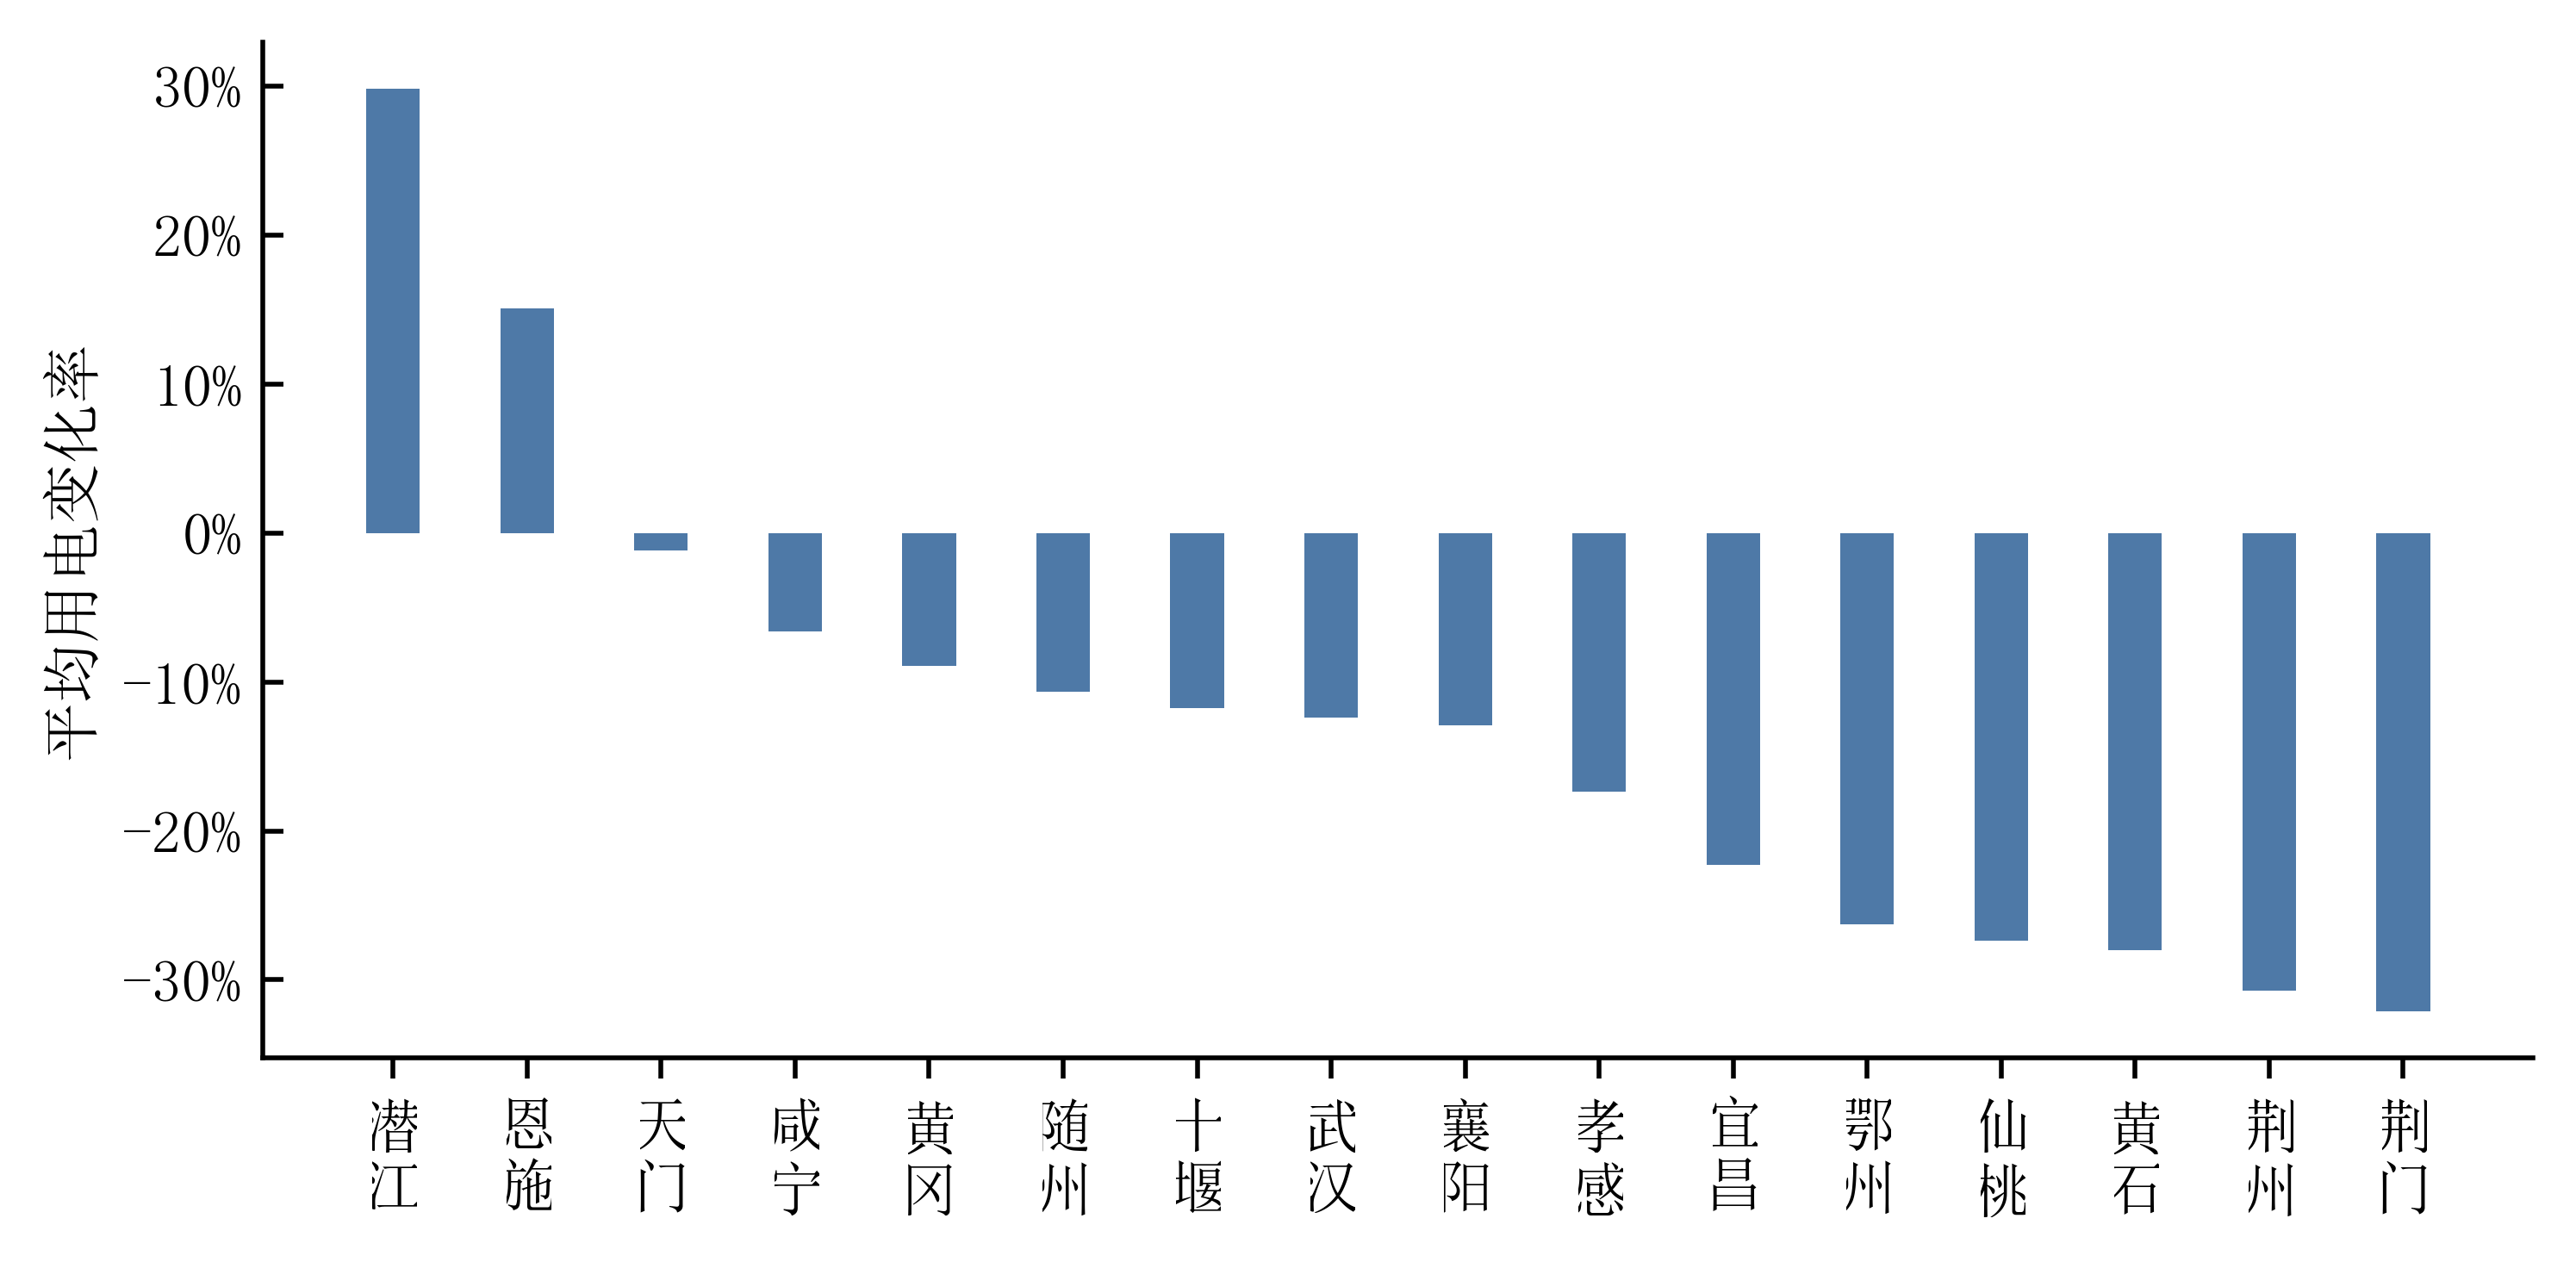 平均用电变化率
30%
20%
10%
0%
−10%
−20%
−30%
潜江
恩施
天门
咸宁
黄冈
随州
十堰
武汉
襄阳
孝感
宜昌
鄂州
仙桃
黄石
荆州
荆门